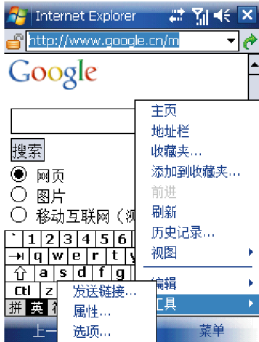 Internet Explorer
http://www.google.cn/m
Google
搜索
网页
图片
移动互联网
主页
地址栏
收藏夹...
添加到收藏夹...
前进
刷新
历史记录...
视图
编辑
工具
发送链接...
属性...
选项...
1 2 3 4 5 6
q w e r t
a s d f g
Ctl z
拼 英
上一
菜单